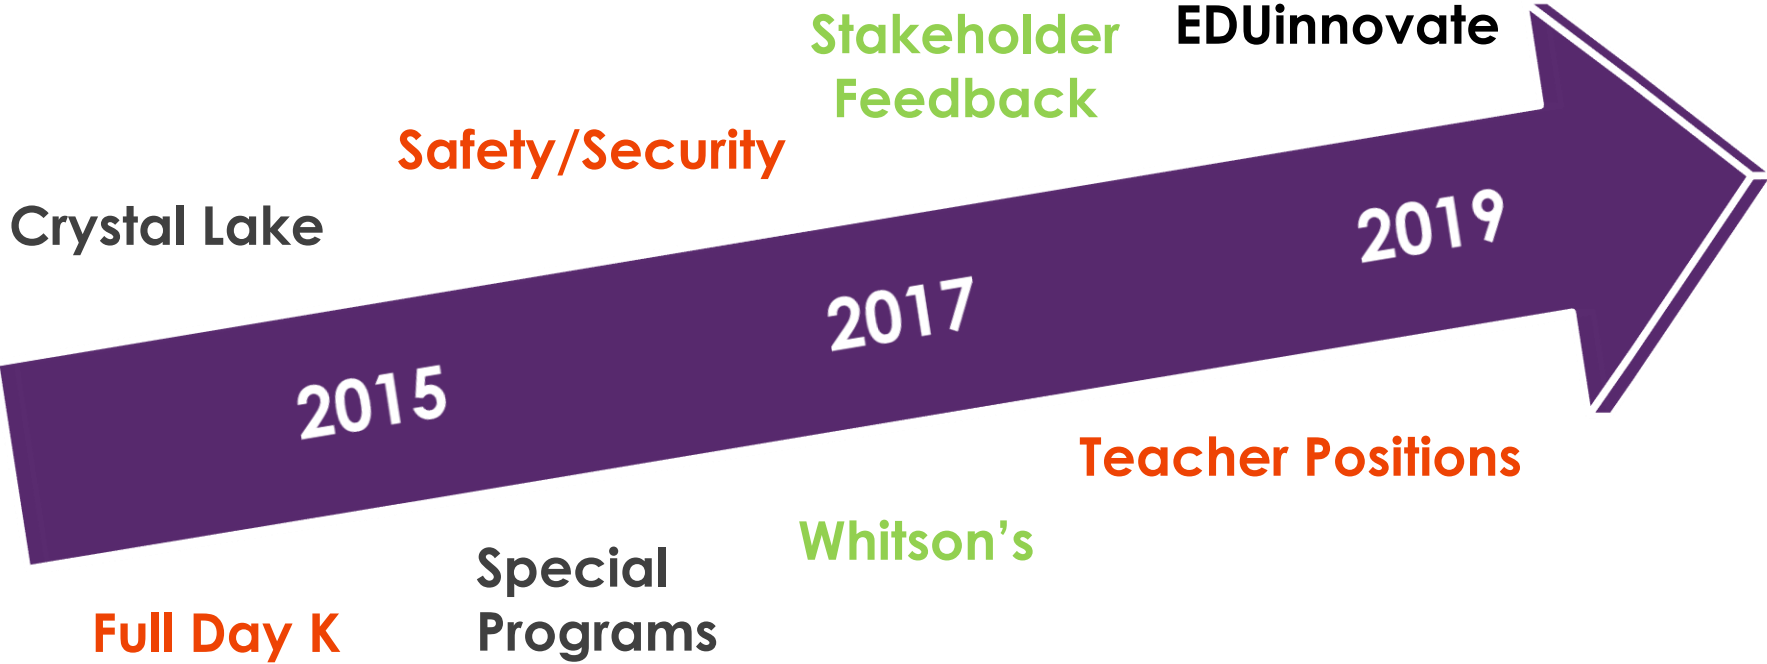 EDUinnovate
Stakeholder
Feedback
Safety/Security
Crystal Lake
2019
2017
2015
Teacher Positions
Whitson’s
Special
Programs
Full Day K